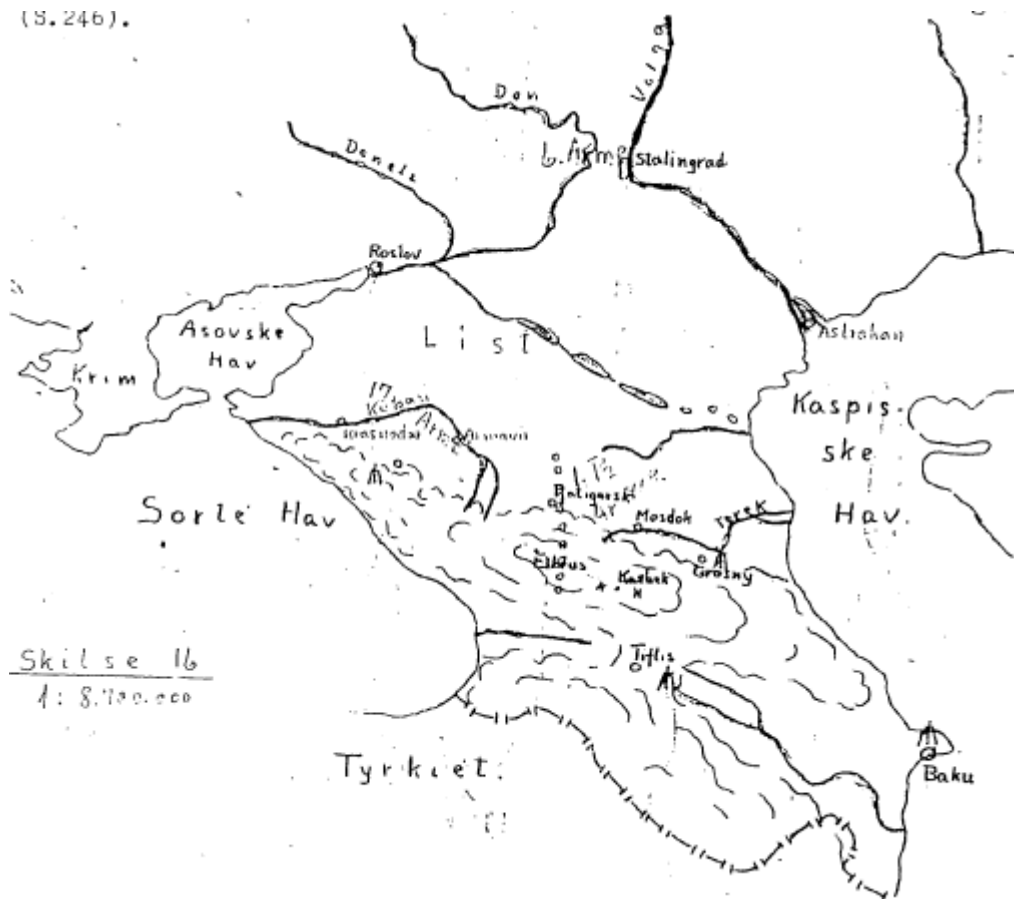 (S.246).
Don
Volga
Donets
6. Arme
Stalingrad
Rostov
Asovske
Hav
Krim
List
Astrahan
17
Kuban
Arme
Kaspis-
ske
Hav.
Sorte Hav
Mosdok
Terek
Elbrus
Kasbek
Grosny
Skitse 16
Tiflis
Tyrkiet.
Baku